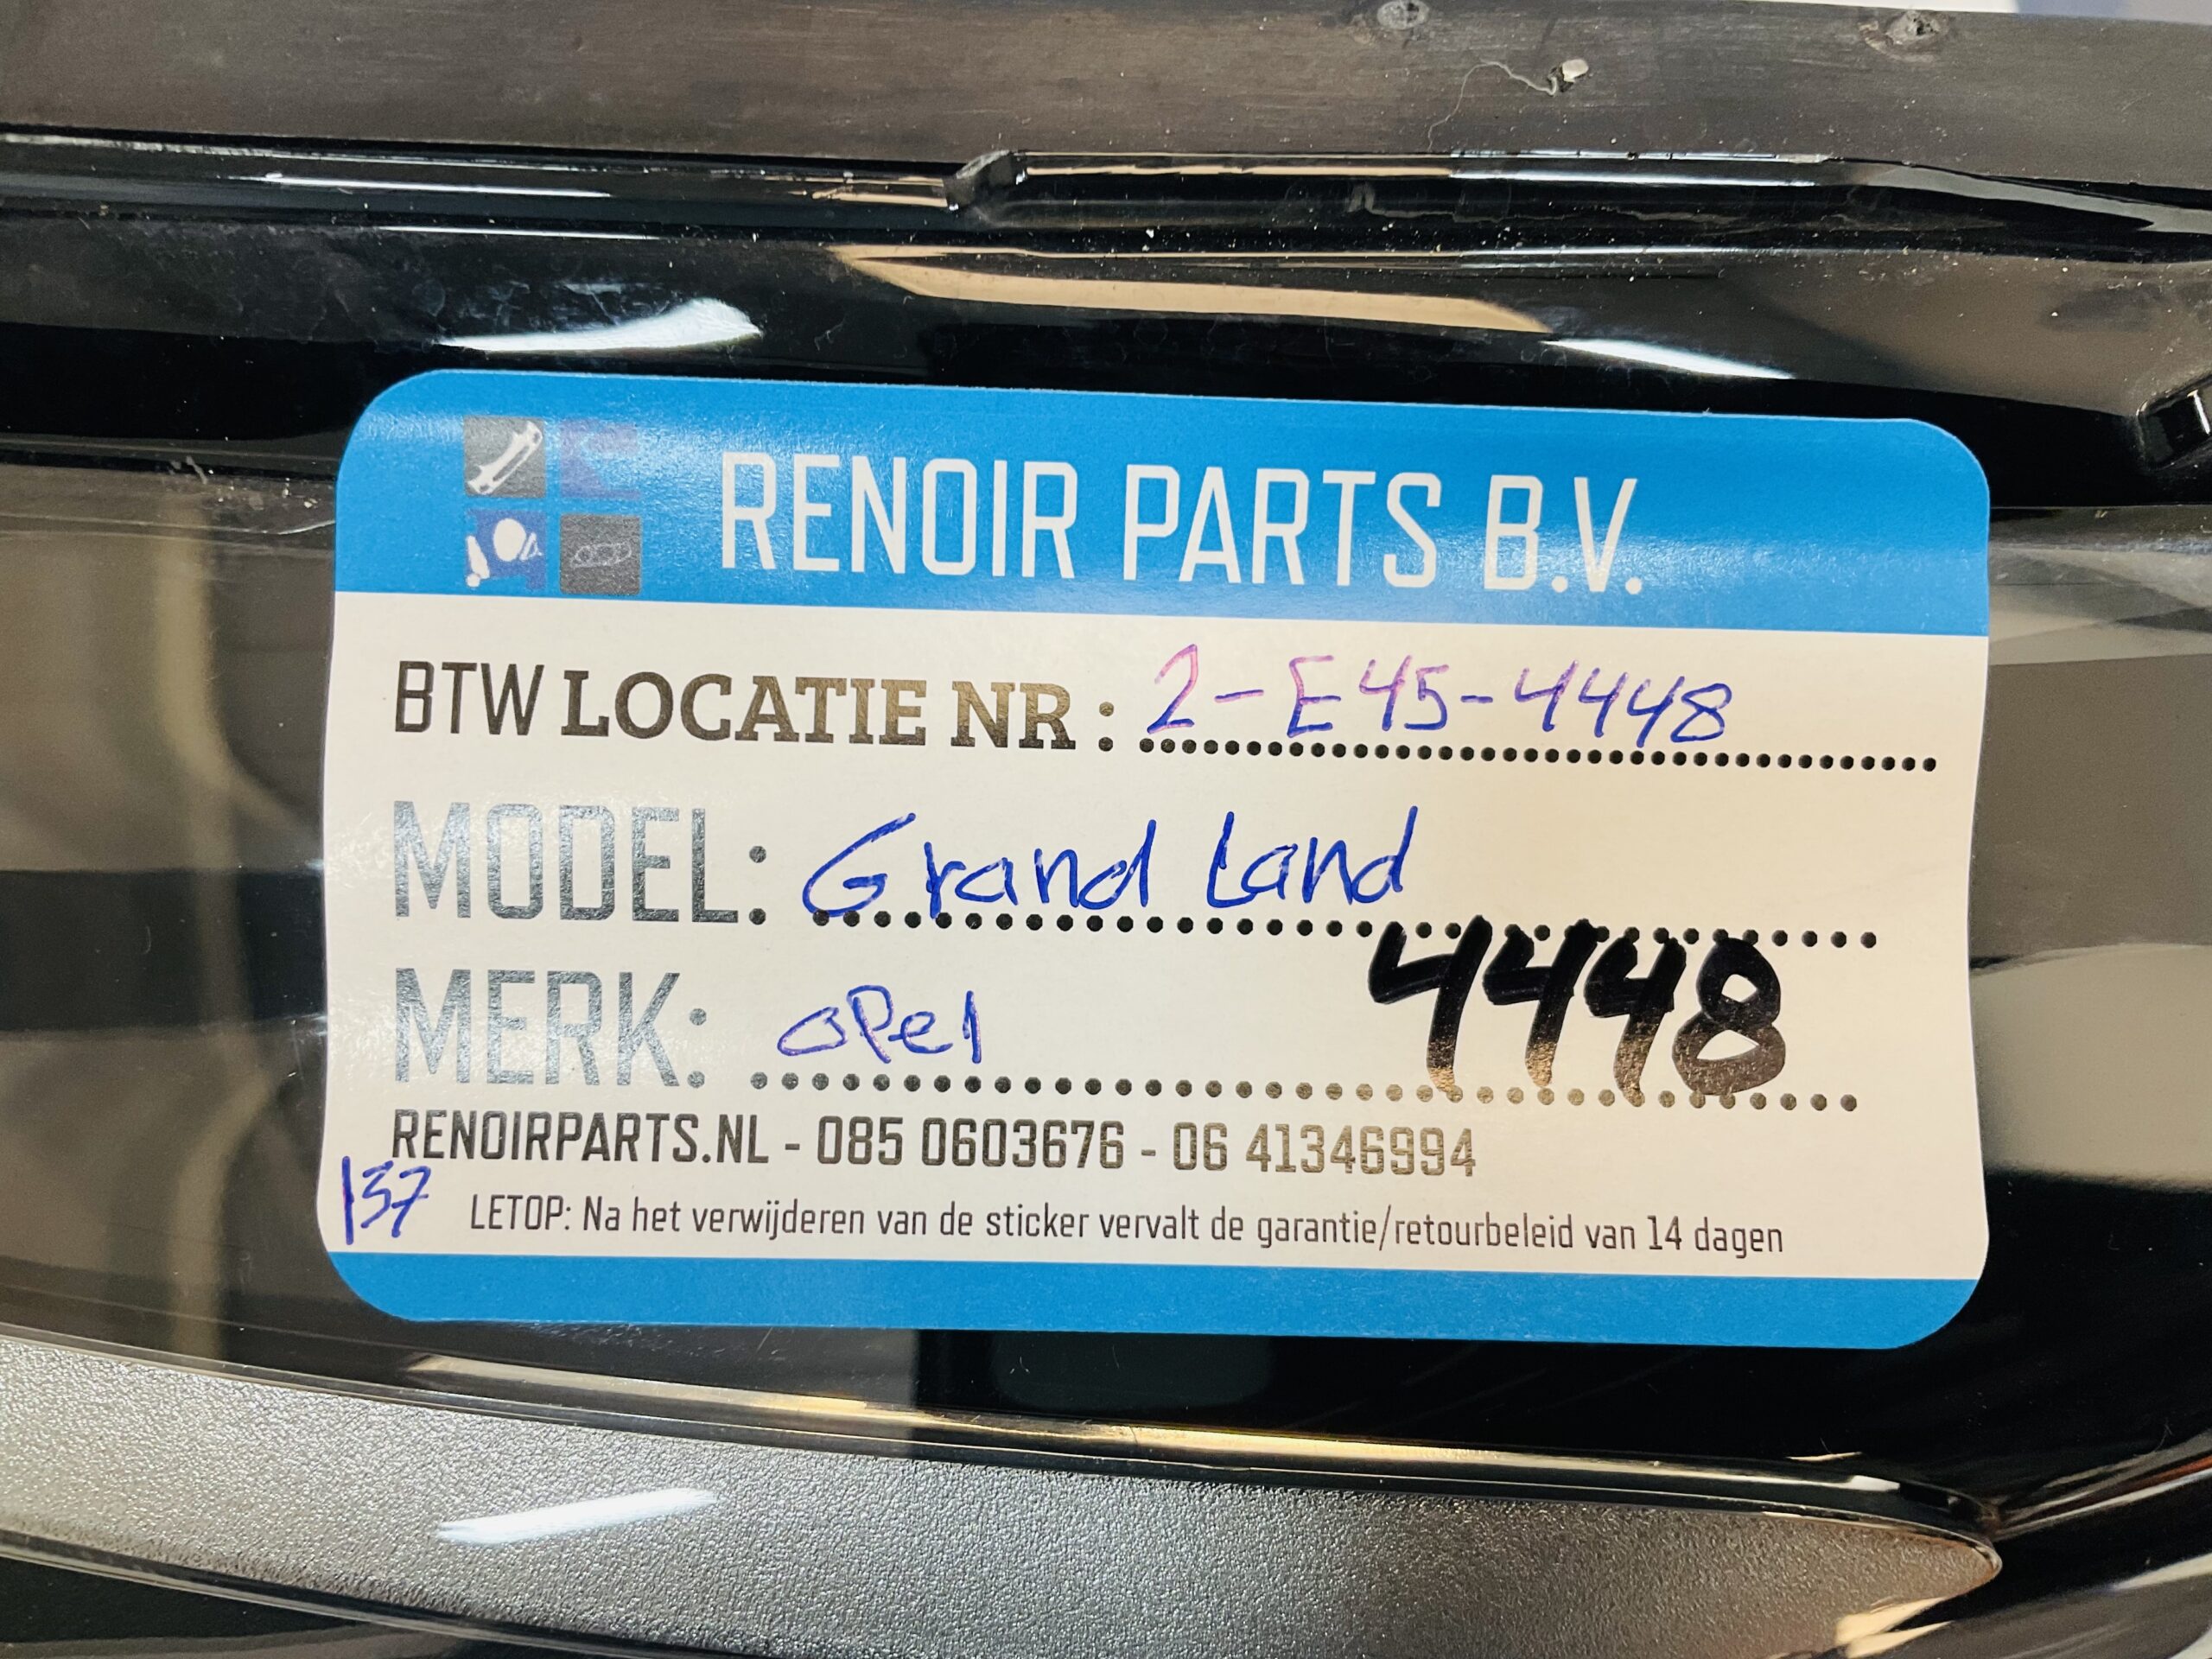 RENOIR PARTS B.V.
BTW LOCATIE NR : 2-E45-4448
MODEL: Grand Land
4448
MERK: oPel
RENOIRPARTS.NL - 085 0603676 - 06 41346994
137
LETOP: Na het verwijderen van de sticker vervalt de garantie/retourbeleid van 14 dagen